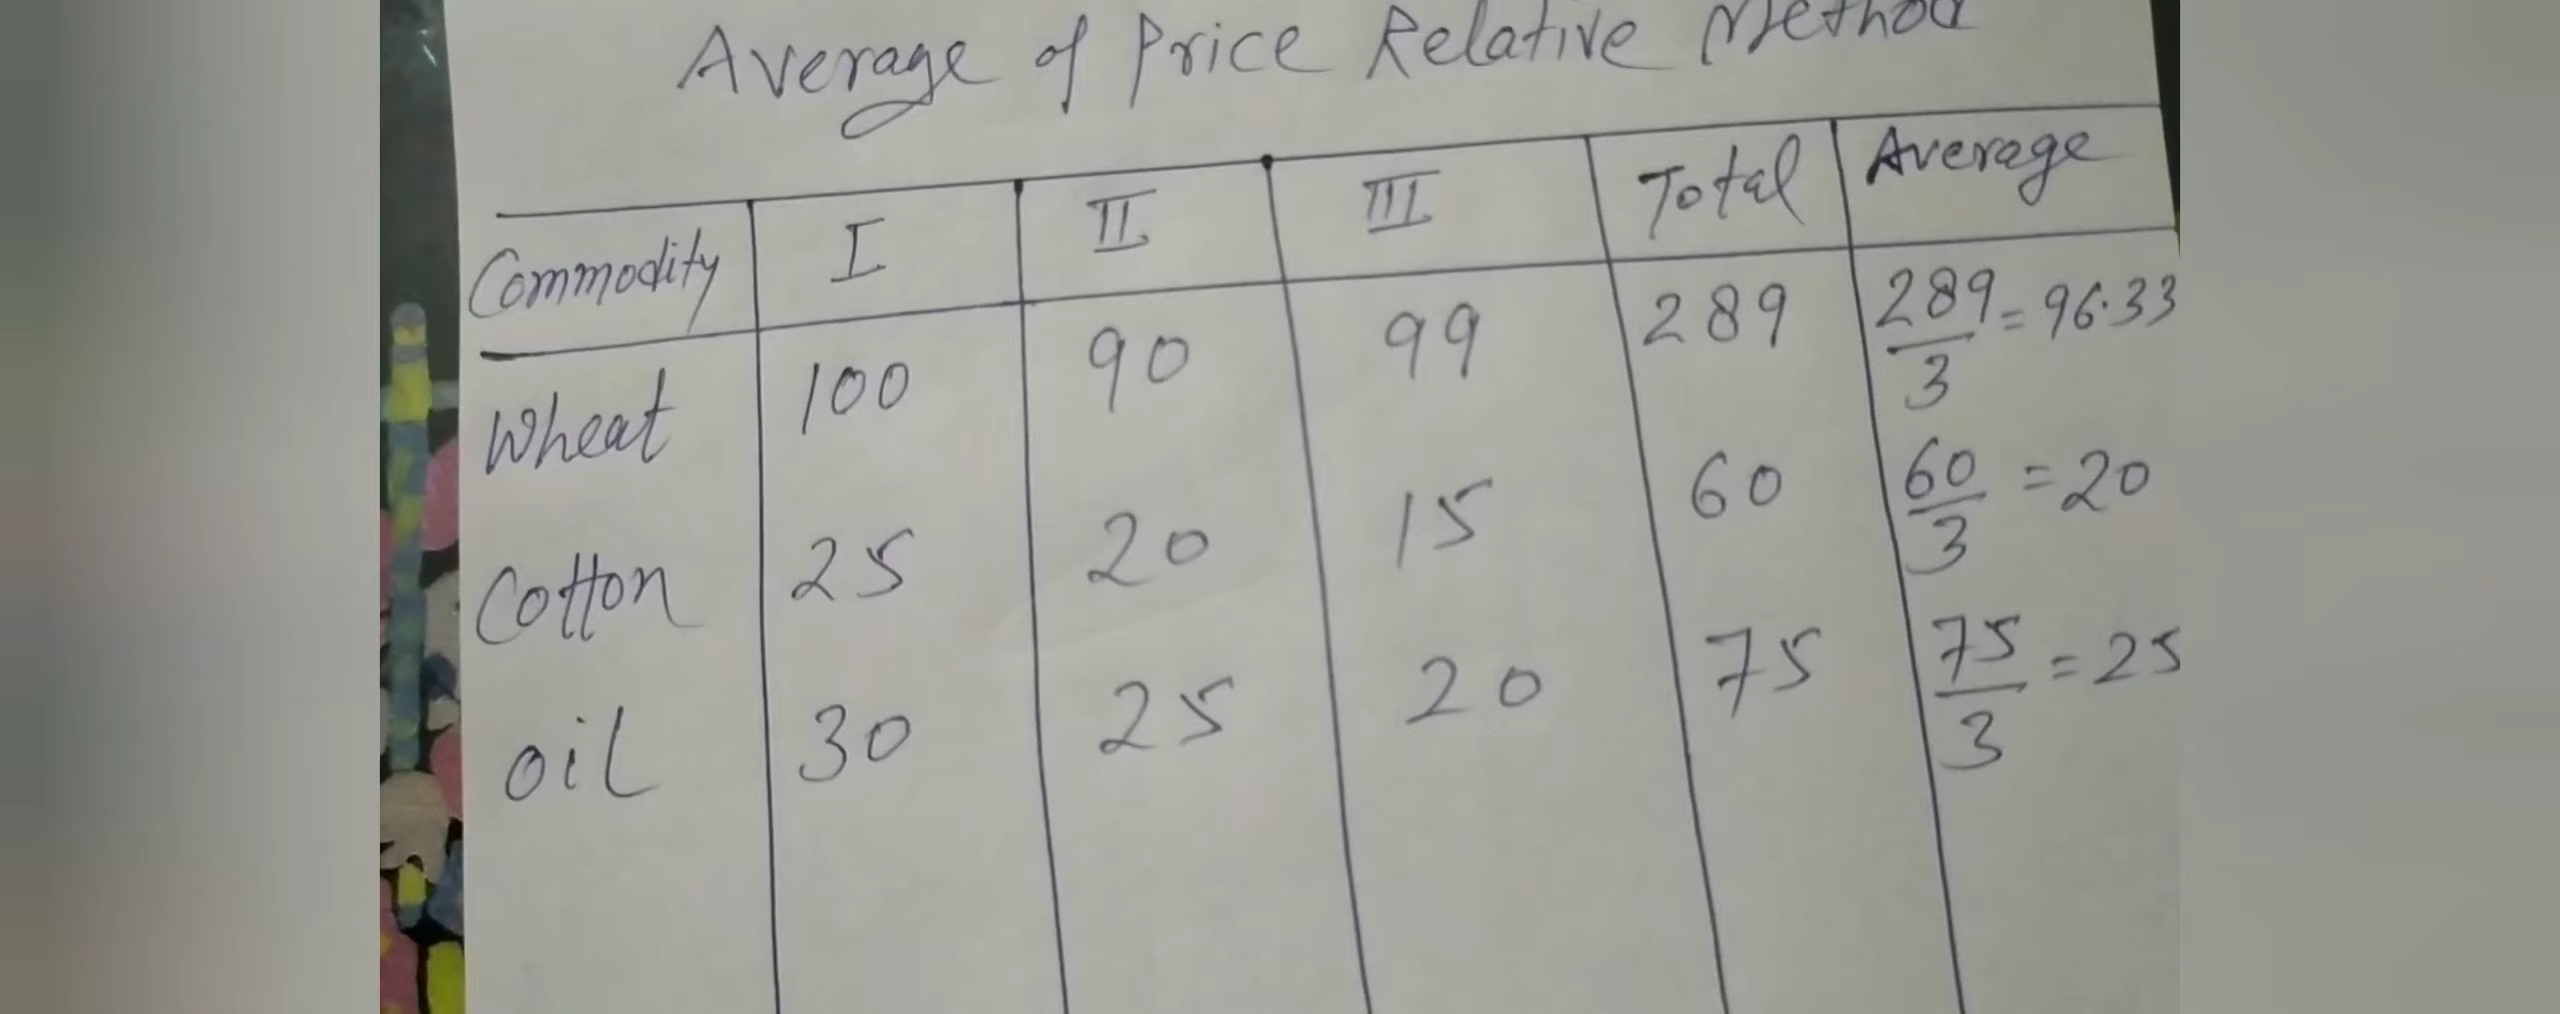 Average of Price Relative Method
Commodity I II III Total Average
Wheat 100 90 99 289 289/3 = 96.33
Cotton 25 20 15 60 60/3 = 20
oil 30 25 20 75 75/3 = 25